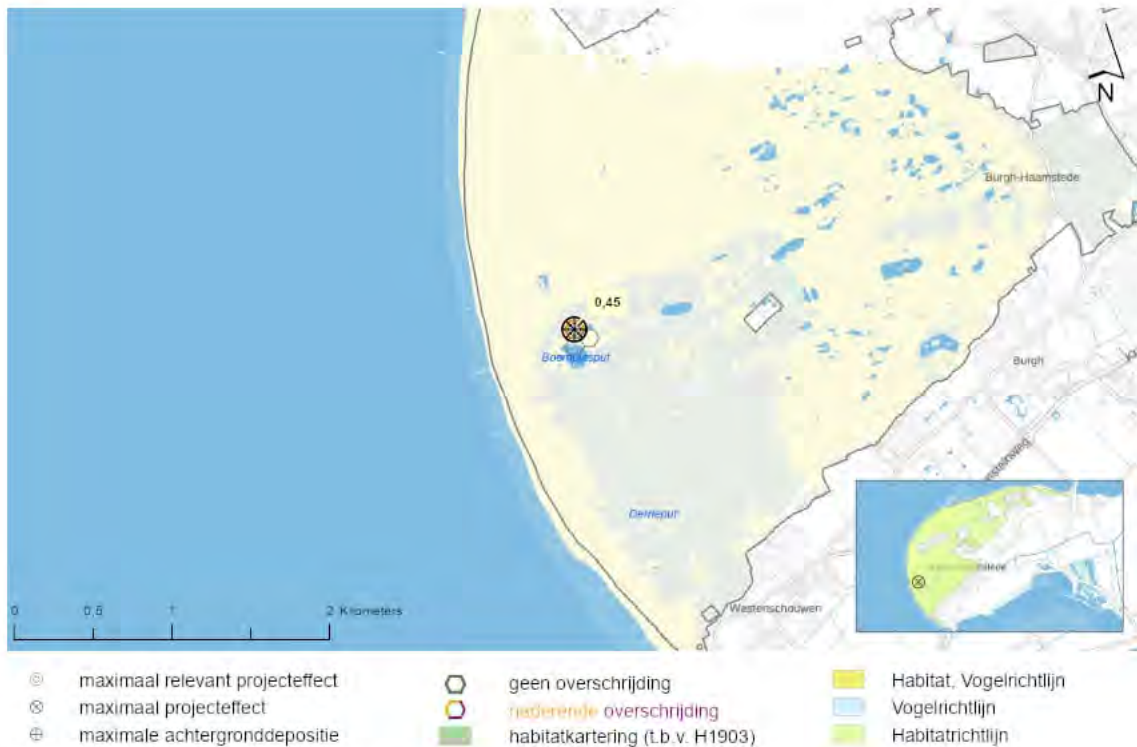 N
Burgh-Haamstede
0,45
Burgh
0 0,5 1 2 Kilometers
Westenschouwen
maximaal relevant projecteffect
maximaal projecteffect
maximale achtergronddepositie
geen overschrijding
naderende overschrijding
habitatkartering (t.b.v. H1903)
Habitat, Vogelrichtlijn
Vogelrichtlijn
Habitatrichtlijn